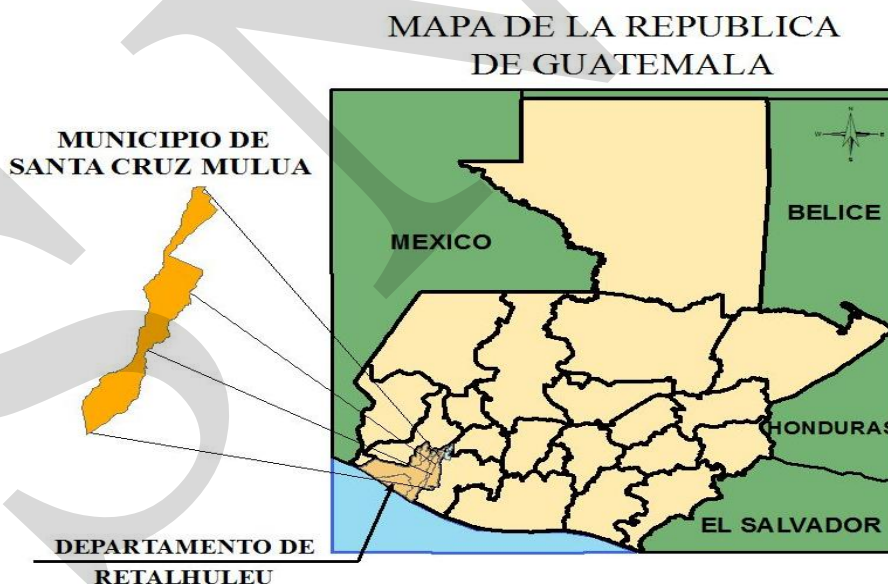 MAPA DE LA REPUBLICA
DE GUATEMALA
MUNICIPIO DE
SANTA CRUZ MULUA
MEXICO
BELICE
HONDURAS
EL SALVADOR
DEPARTAMENTO DE
RETALHULEU
N
W
E
S